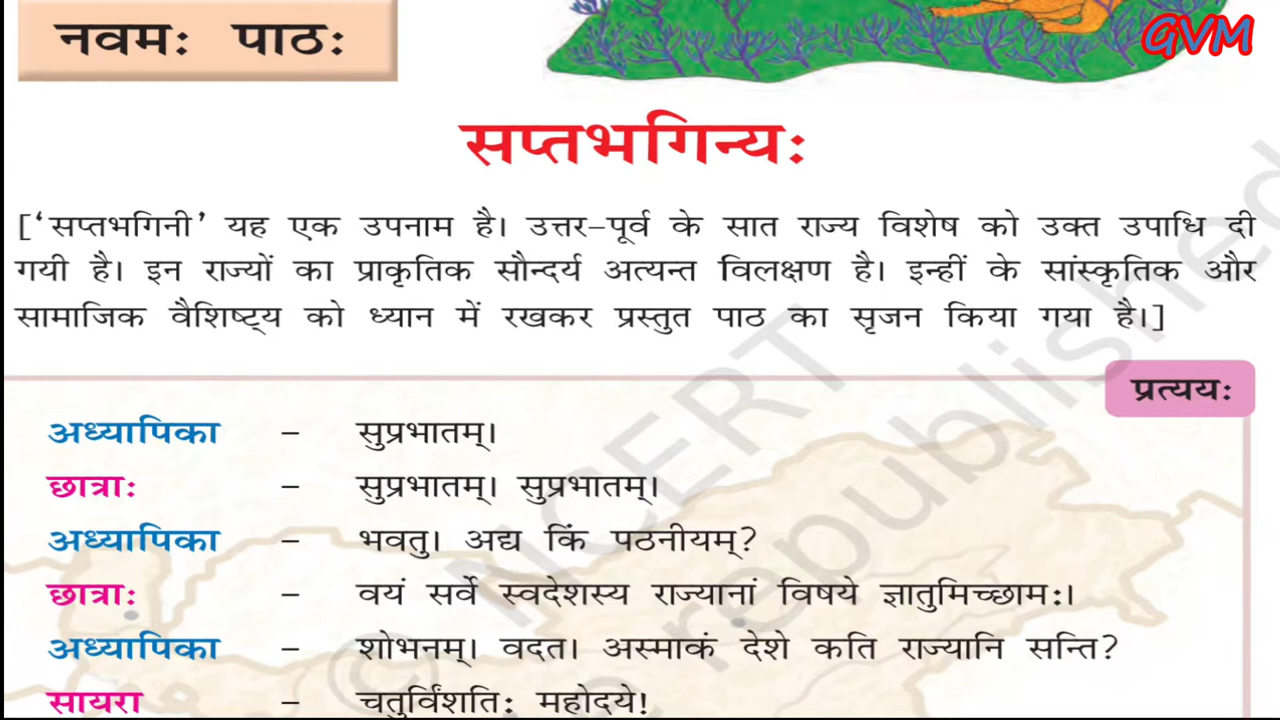 GVM
नवमः पाठः
सप्तभगिन्यः
['सप्तभगिनी' यह एक उपनाम है। उत्तर-पूर्व के सात राज्य विशेष को उक्त उपाधि दी
गयी है। इन राज्यों का प्राकृतिक सौन्दर्य अत्यन्त विलक्षण है। इन्हीं के सांस्कृतिक और
सामाजिक वैशिष्ट्य को ध्यान में रखकर प्रस्तुत पाठ का सृजन किया गया है।]
प्रत्ययः
अध्यापिका – सुप्रभातम्।
छात्राः – सुप्रभातम्। सुप्रभातम्।
अध्यापिका – भवतु। अद्य किं पठनीयम्?
छात्राः – वयं सर्वे स्वदेशस्य राज्यानां विषये ज्ञातुमिच्छामः।
अध्यापिका – शोभनम्। वदत। अस्माकं देशे कति राज्यानि सन्ति?
सायरा – चतुर्विंशतिः महोदये!
© NCERT
republished